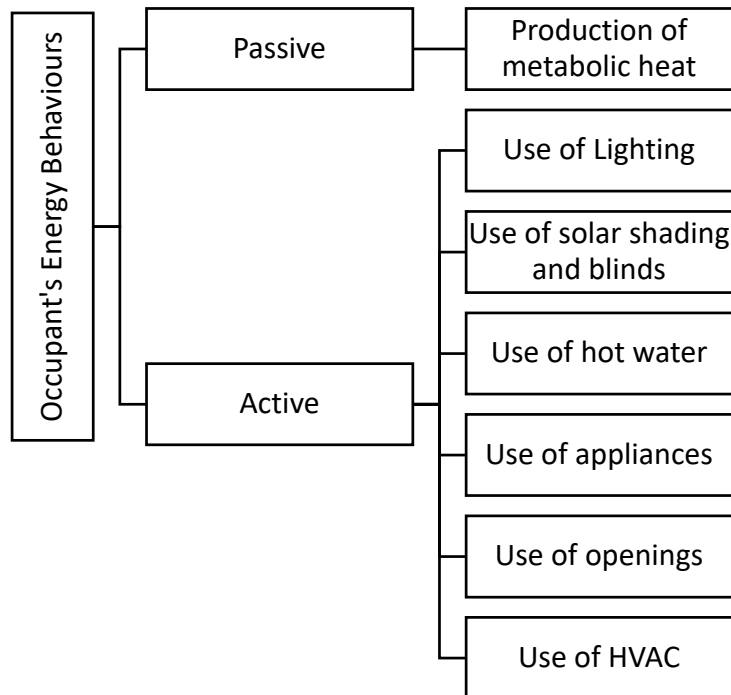 Occupant's Energy Behaviours
Passive
Production of
metabolic heat
Active
Use of Lighting
Use of solar shading
and blinds
Use of hot water
Use of appliances
Use of openings
Use of HVAC